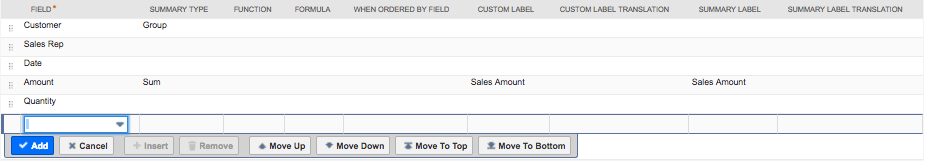 FIELD* SUMMARY TYPE FUNCTION FORMULA WHEN ORDERED BY FIELD CUSTOM LABEL CUSTOM LABEL TRANSLATION SUMMARY LABEL SUMMARY LABEL TRANSLATION
Customer Group
Sales Rep
Date
Amount Sum Sales Amount Sales Amount
Quantity
Add Cancel Insert Remove Move Up Move Down Move To Top Move To Bottom